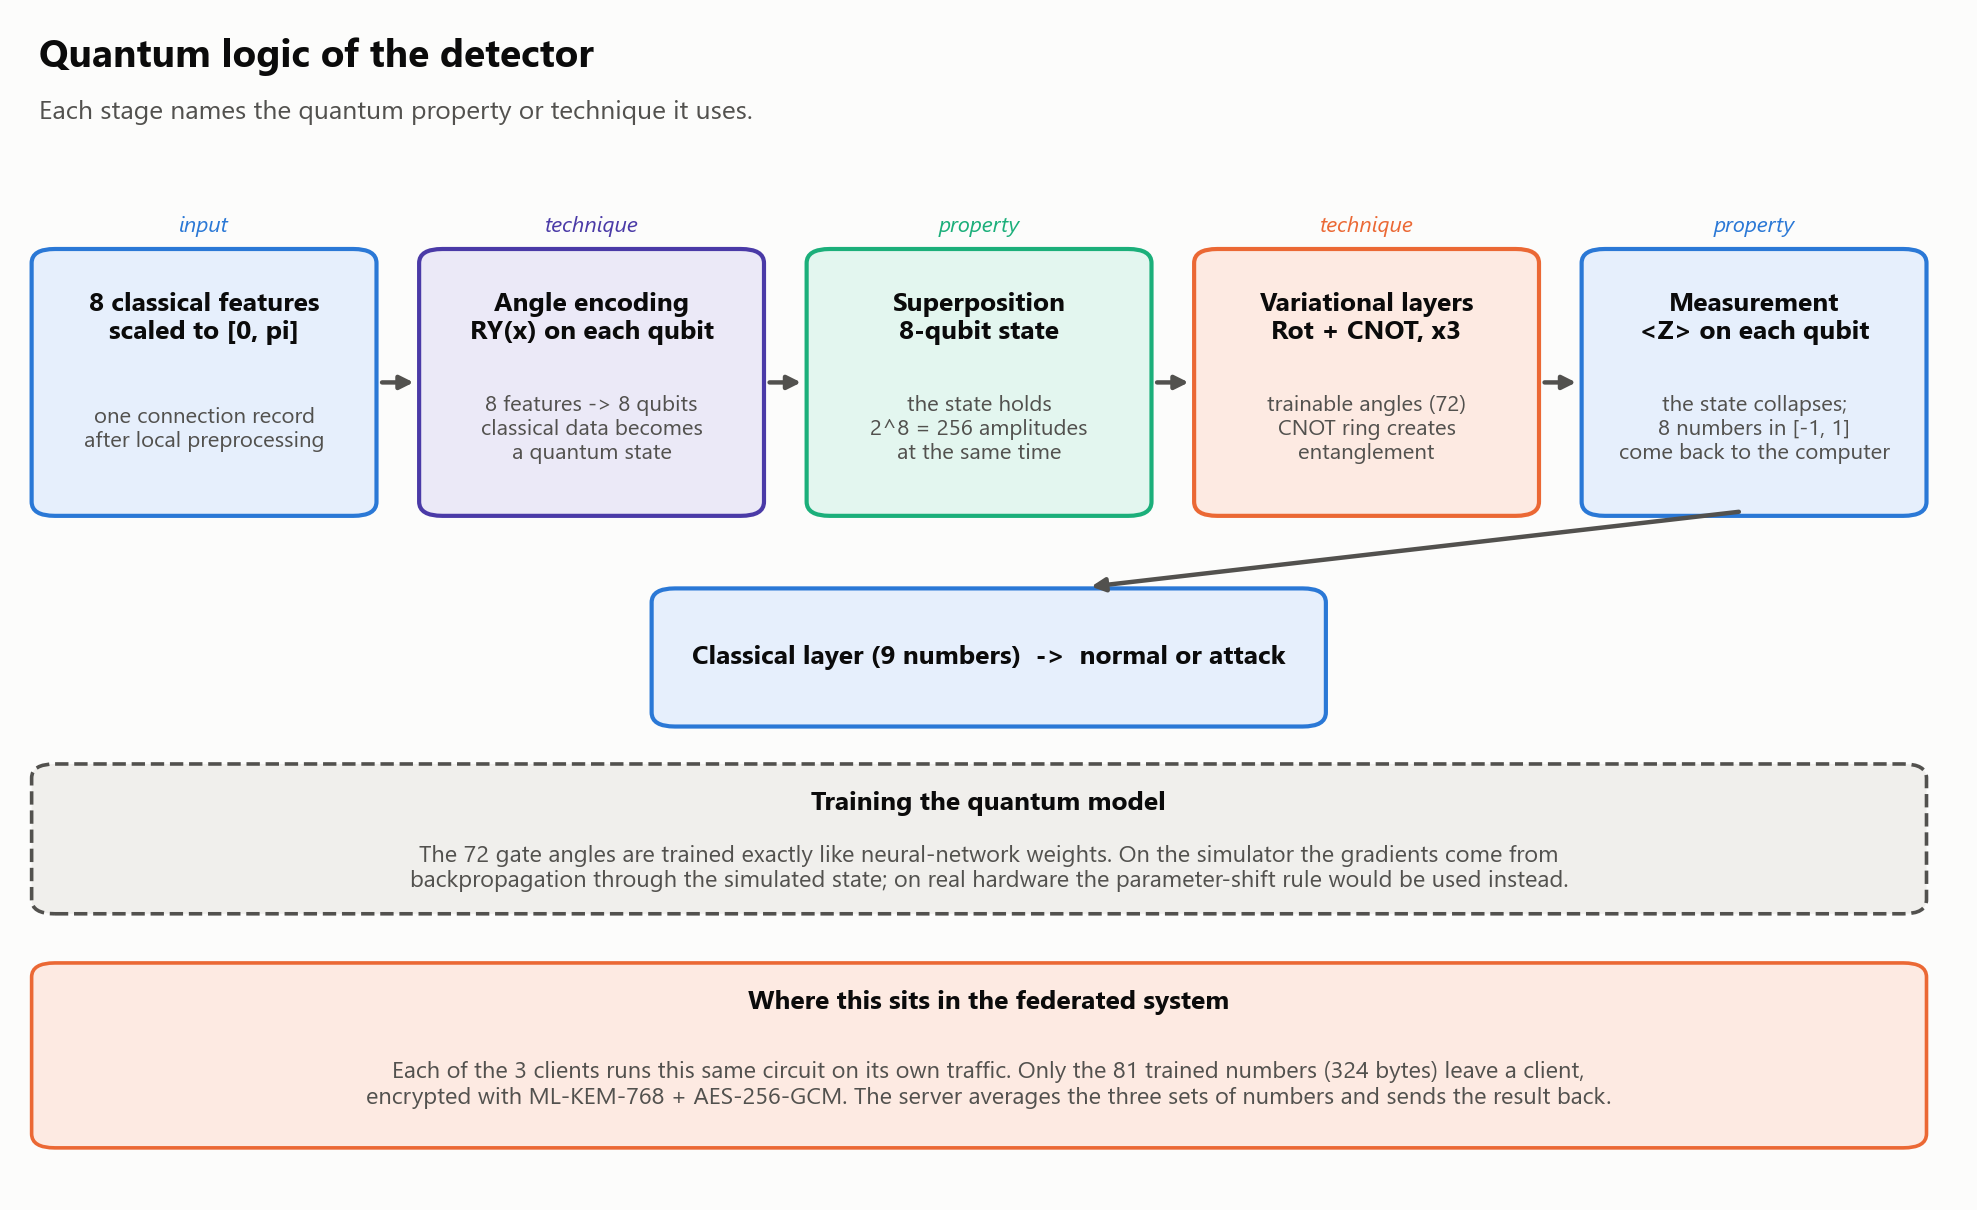 Quantum logic of the detector
Each stage names the quantum property or technique it uses.
input
technique
property
technique
property
8 classical features
scaled to [0, pi]
one connection record
after local preprocessing
Angle encoding
RY(x) on each qubit
8 features -> 8 qubits
classical data becomes
a quantum state
Superposition
8-qubit state
the state holds
2^8 = 256 amplitudes
at the same time
Variational layers
Rot + CNOT, x3
trainable angles (72)
CNOT ring creates
entanglement
Measurement
<Z> on each qubit
the state collapses;
8 numbers in [-1, 1]
come back to the computer
Classical layer (9 numbers)  ->  normal or attack
Training the quantum model
The 72 gate angles are trained exactly like neural-network weights. On the simulator the gradients come from
backpropagation through the simulated state; on real hardware the parameter-shift rule would be used instead.
Where this sits in the federated system
Each of the 3 clients runs this same circuit on its own traffic. Only the 81 trained numbers (324 bytes) leave a client,
encrypted with ML-KEM-768 + AES-256-GCM. The server averages the three sets of numbers and sends the result back.